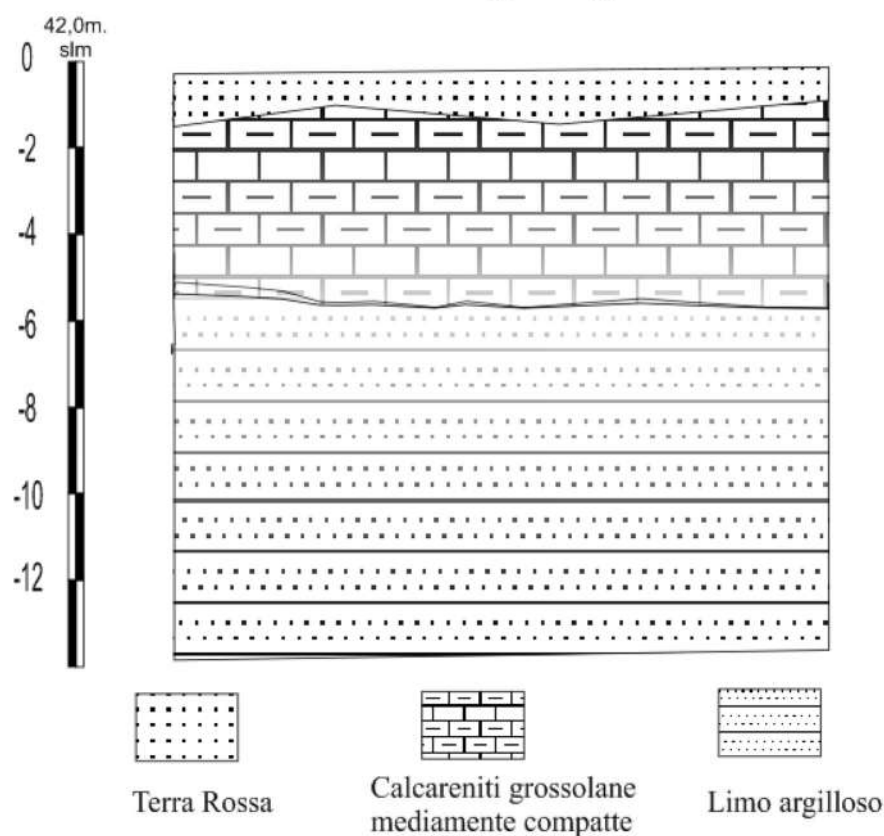 42,0m.
slm
0
-2
-4
-6
-8
-10
-12
Terra Rossa
Calcareniti grossolane
mediamente compatte
Limo argilloso